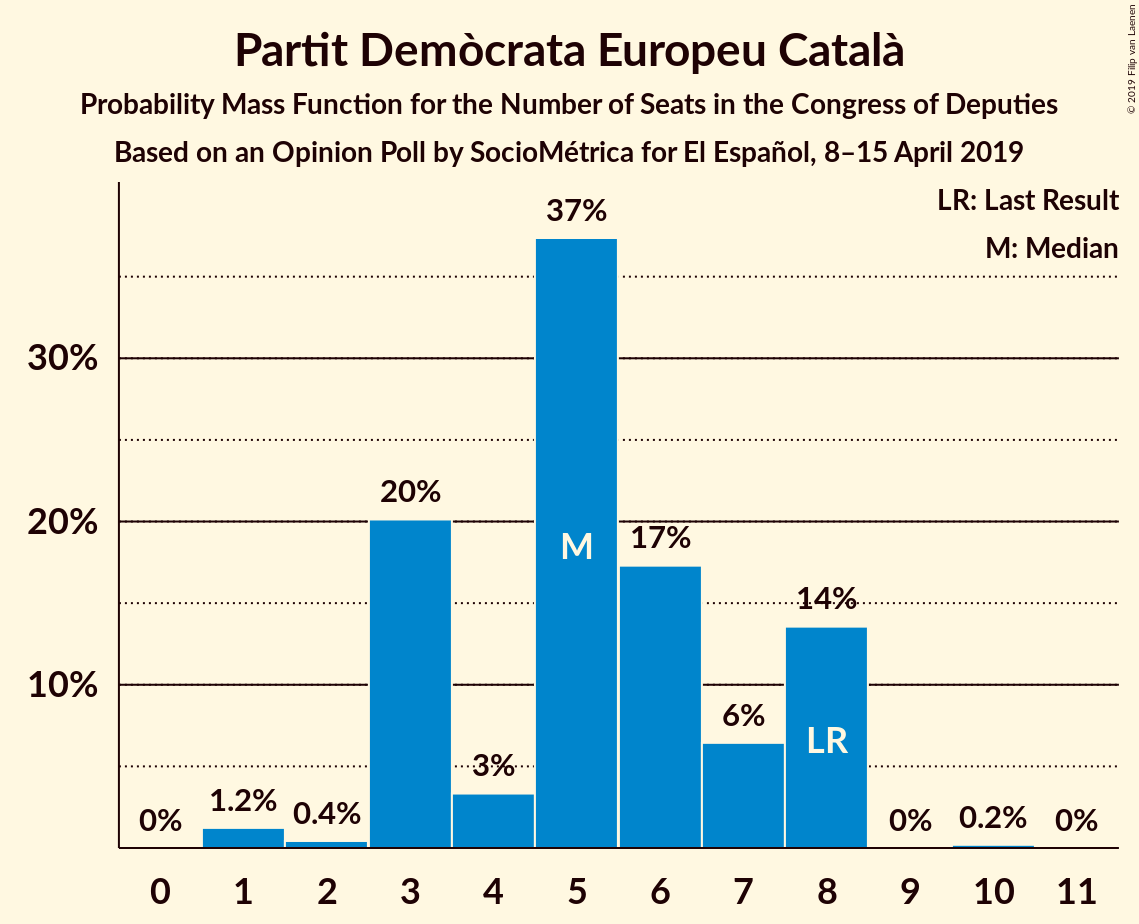 Partit Demòcrata Europeu Català
Probability Mass Function for the Number of Seats in the Congress of Deputies
Based on an Opinion Poll by SocioMétrica for El Español, 8–15 April 2019
© 2019 Filip van Laenen
LR: Last Result
M: Median
37%
30%
20%
20%
M
17%
14%
10%
6%
LR
3%
1.2%
0.4%
0%
0%
0.2%
0%
0 1 2 3 4 5 6 7 8 9 10 11